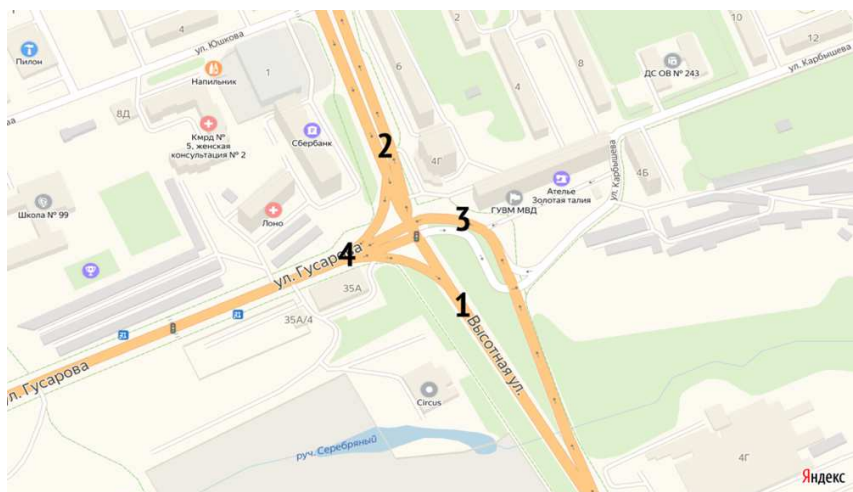 2
10
4
ул. Юшкова
12
Пилон
Напильник
1
6
8
ДС ОВ № 243
ул. Карбышева
4
8Д
Кмрд №
5, женская
консультация № 2
Сбербанк
2
4Г
4Б
ул. Карбышева
Ателье
Золотая талия
ГУВМ МВД
Школа № 99
Лоно
3
4
ул. Гусарова
35А
1
35А/4
Высотная ул.
ул. Гусарова
Circus
руч. Серебряный
4Г
Яндекс